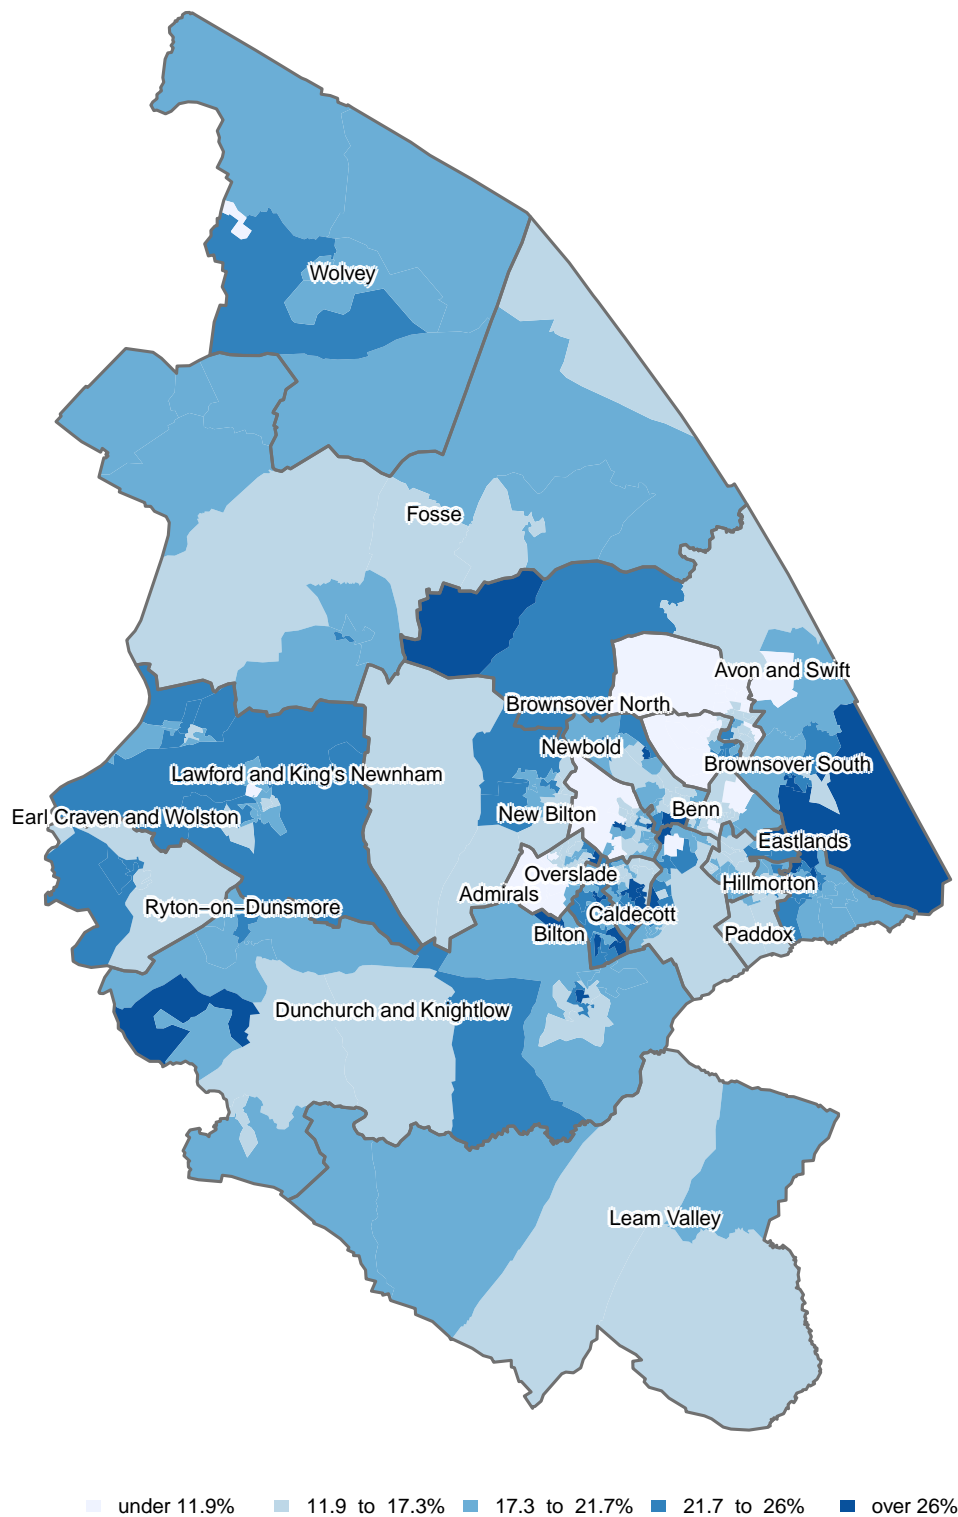 Wolvey
Fosse
Avon and Swift
Brownsover North
Newbold
Brownsover South
Lawford and King's Newnham
Benn
New Bilton
Earl Craven and Wolston
Eastlands
Overslade
Hillmorton
Admirals
Ryton−on−Dunsmore
Caldecott
Bilton
Paddox
Dunchurch and Knightlow
Leam Valley
under 11.9% 11.9 to 17.3% 17.3 to 21.7% 21.7 to 26% over 26%